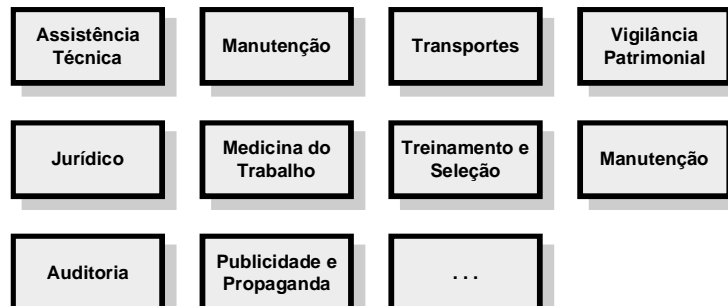 Assistência
Técnica
Manutenção
Transportes
Vigilância
Patrimonial
Jurídico
Medicina do
Trabalho
Treinamento e
Seleção
Manutenção
Auditoria
Publicidade e
Propaganda
. . .